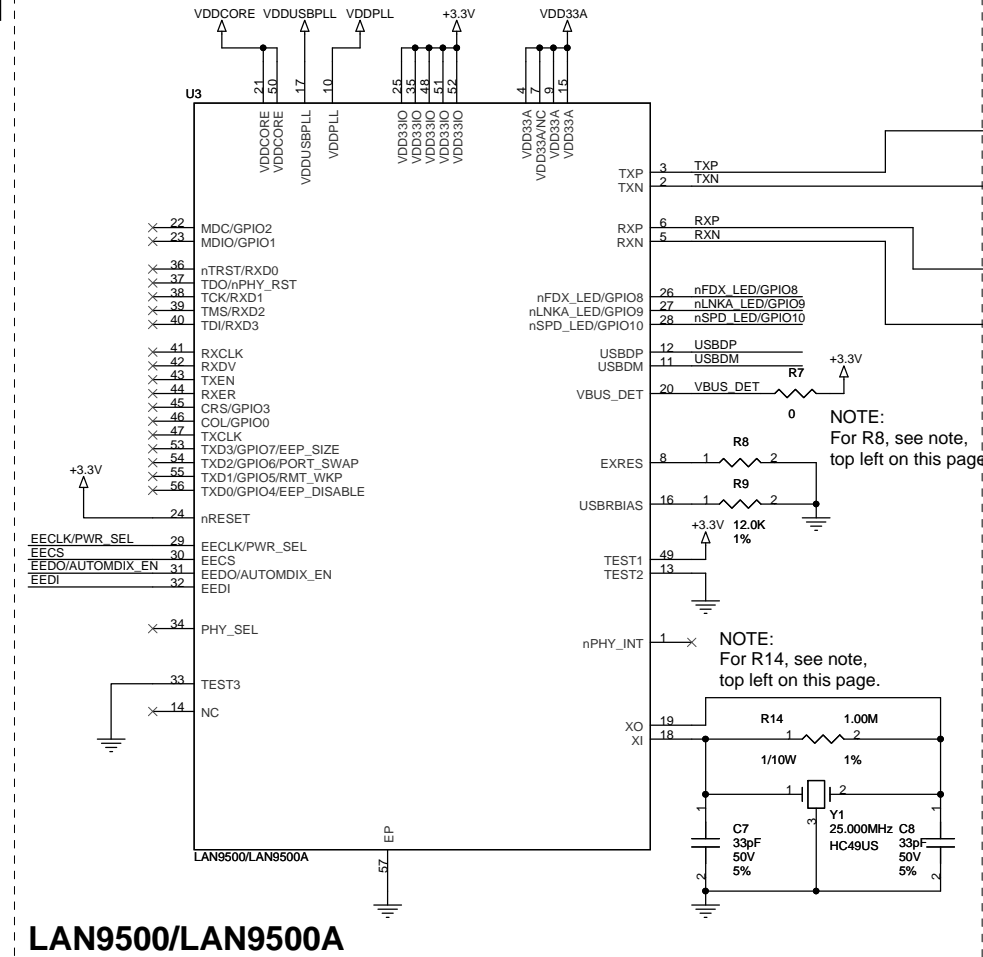 VDDCORE VDDUSBPLL VDDPLL +3.3V VDD33A
21 50 17 10 25 35 48 51 52 4 7 9 15
U3
VDDCORE VDDCORE VDDUSBPLL VDDPLL VDD33IO VDD33IO VDD33IO VDD33IO VDD33IO VDD33A VDD33A/NC VDD33A VDD33A
TXP 3 TXP
TXN 2 TXN
22 MDC/GPIO2 RXP 6 RXP
23 MDIO/GPIO1 RXN 5 RXN
36 nTRST/RXD0
37 TDO/nPHY_RST
38 TCK/RXD1 nFDX_LED/GPIO8 26 nFDX_LED/GPIO8
39 TMS/RXD2 nLNKA_LED/GPIO9 27 nLNKA_LED/GPIO9
40 TDI/RXD3 nSPD_LED/GPIO10 28 nSPD_LED/GPIO10
41 RXCLK USBDP 12 USBDP
42 RXDV USBDM 11 USBDM
43 TXEN R7 +3.3V
44 RXER VBUS_DET 20 VBUS_DET
45 CRS/GPIO3 0
46 COL/GPIO0 NOTE:
47 TXCLK For R8, see note,
53 TXD3/GPIO7/EEP_SIZE R8 top left on this page
54 TXD2/GPIO6/PORT_SWAP EXRES 8 1 2
55 TXD1/GPIO5/RMT_WKP
56 TXD0/GPIO4/EEP_DISABLE R9
+3.3V USBRBIAS 16 1 2
24 nRESET +3.3V 12.0K
1%
EECLK/PWR_SEL 29 EECLK/PWR_SEL
EECS 30 EECS TEST1 49
EEDO/AUTOMDIX_EN 31 EEDO/AUTOMDIX_EN TEST2 13
EEDI 32 EEDI
34 PHY_SEL nPHY_INT 1 NOTE:
For R14, see note,
top left on this page.
33 TEST3
14 NC XO 19 R14 1.00M
XI 18 1 2
1/10W 1%
1 2
3 Y1
25.000MHz
HC49US
1 C7
33pF
50V
5%
2
1 C8
33pF
50V
5%
2
EP
57
LAN9500/LAN9500A
LAN9500/LAN9500A